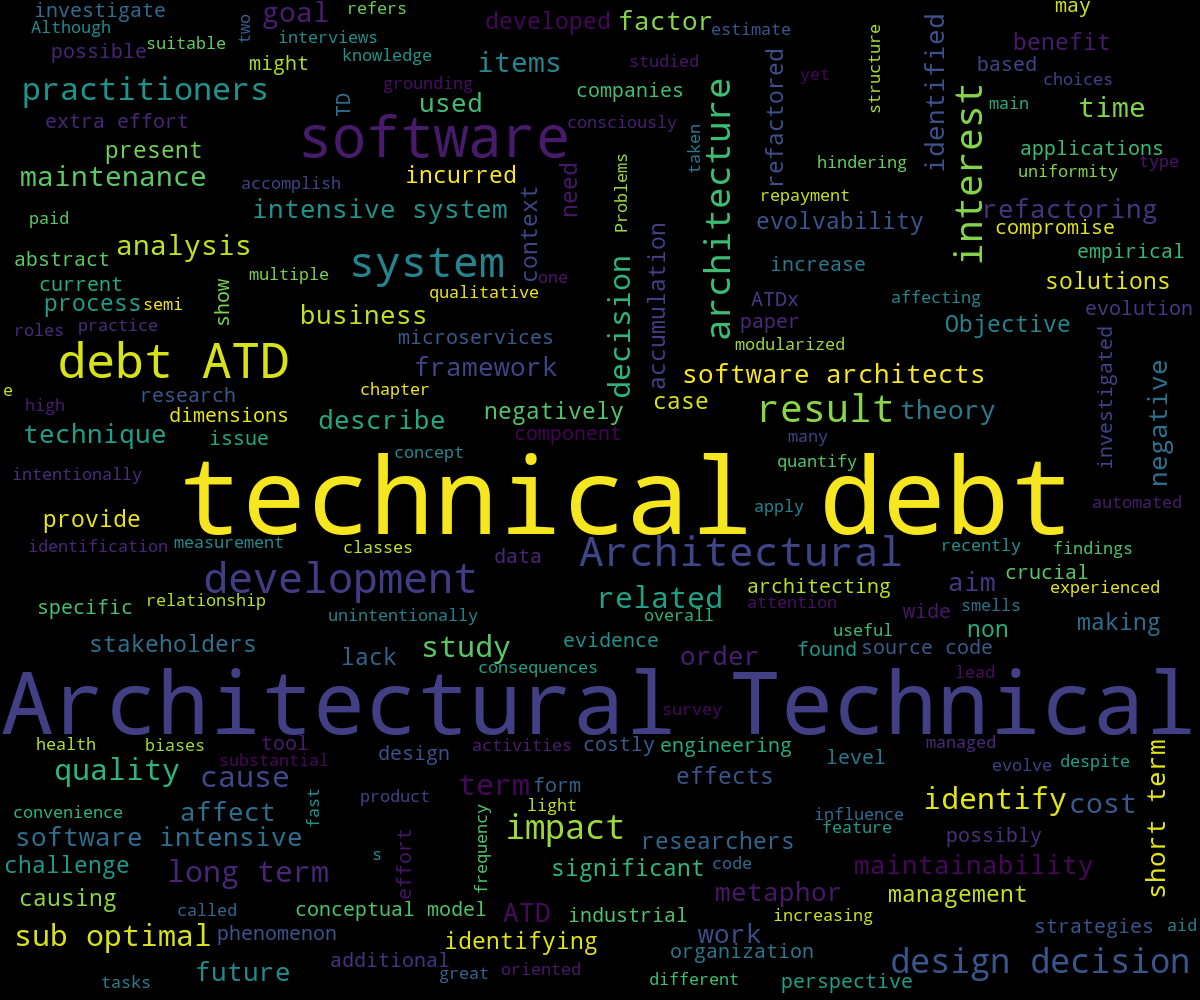 investigate
Although
possible
suitable
two
goal
refers
interviews
knowledge
might
developed
factor
estimate
may
benefit
based
choices
identified
structure
items
studied
yet
refactored
practitioners
grounding
TD
used
companies
main
time
extra effort
software
consciously
architecture
interest
taken
present
applications
type
hindering
uniformity
maintenance
accomplish
incurred
need
Problems
repayment
intensive system
context
paid
evolvability
refactoring
compromise
analysis
abstract
system
multiple
one
accumulation
decision
increase
empirical
current
process
semi
show
qualitative
solutions
ATDx
affecting
evolution
roles
practice
business
paper
Objective
microservices
modularized
investigated
debt ATD
framework
software architects
negative
e
research
chapter
high
dimensions
describe
negatively
case
result
theory
technique
issue
component
many
concept
quantify
intentionally
technical debt
apply
automated
provide
identification
measurement
classes
data
Architectural
recently
findings
development
crucial
aim
experienced
architecting
specific
relationship
related
attention
unintentionally
overall
wide
smells
making
useful
non
stakeholders
lack
study
evidence
order
found
source code
consequences
lead
Architectural Technical
survey
health
biases
tool
substantial
design
activities
costly
engineering
level
managed
evolve
despite
short term
quality
cause
effects
term
form
product
convenience
affect
fast
light
impact
identify
cost
influence
feature
software intensive
s
frequency
researchers
possibly
challenge
long term
effort
significant
code
maintainability
causing
metaphor
management
called
conceptual model
ATD
industrial
increasing
sub optimal
phenomenon
identifying
work
strategies
aid
organization
future
additional
great
oriented
design decision
tasks
different
perspective